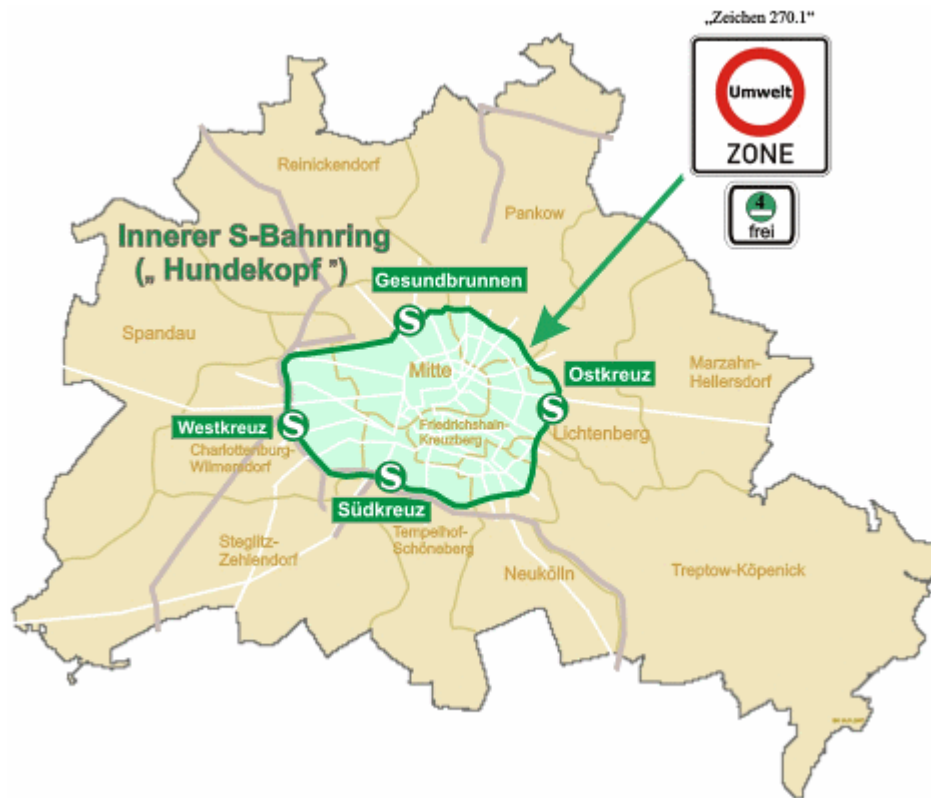 „Zeichen 270.1“
Umwelt
ZONE
4
frei
Reinickendorf
Pankow
Innerer S-Bahnring
(„ Hundekopf ”)
Gesundbrunnen
S
Spandau
Mitte
Ostkreuz
Marzahn-
Hellersdorf
S
Westkreuz
S
Friedrichshain-
Kreuzberg
Lichtenberg
Charlottenburg-
Wilmersdorf
S
Südkreuz
Steglitz-
Zehlendorf
Tempelhof-
Schöneberg
Neukölln
Treptow-Köpenick